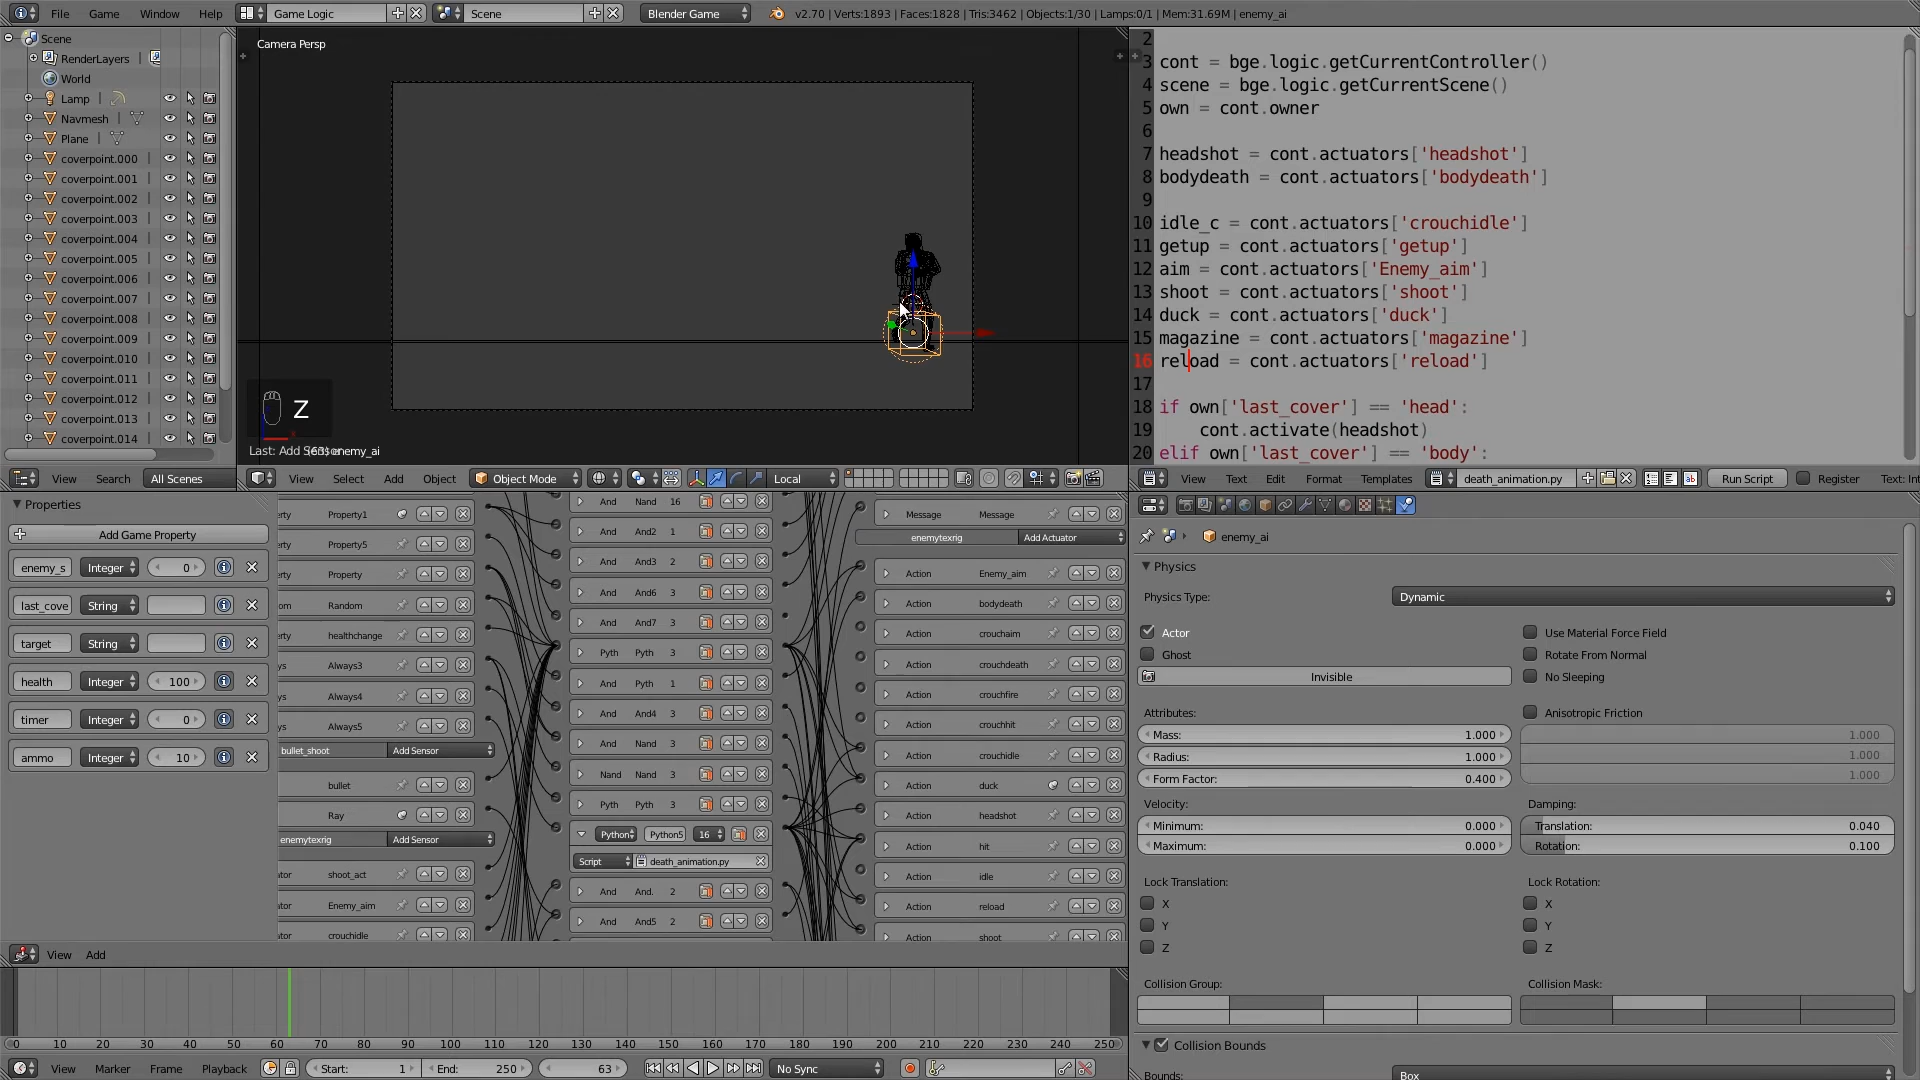 File Game Window Help Game Logic Scene Blender Game v2.70 | Verts:1893 | Faces:1828 | Tris:3462 | Objects:1/30 | Lamps:0/1 | Mem:31.69M | enemy_ai
Scene
RenderLayers |
World
Lamp |
Navmesh |
Plane |
coverpoint.000 |
coverpoint.001 |
coverpoint.002 |
coverpoint.003 |
coverpoint.004 |
coverpoint.005 |
coverpoint.006 |
coverpoint.007 |
coverpoint.008 |
coverpoint.009 |
coverpoint.010 |
coverpoint.011 |
coverpoint.012 |
coverpoint.013 |
coverpoint.014 |
View Search All Scenes
Camera Persp
Z
(63) enemy_ai
View Select Add Object Object Mode Local
2
3 cont = bge.logic.getCurrentController()
4 scene = bge.logic.getCurrentScene()
5 own = cont.owner
6
7 headshot = cont.actuators['headshot']
8 bodydeath = cont.actuators['bodydeath']
9
10 idle_c = cont.actuators['crouchidle']
11 getup = cont.actuators['getup']
12 aim = cont.actuators['Enemy_aim']
13 shoot = cont.actuators['shoot']
14 duck = cont.actuators['duck']
15 magazine = cont.actuators['magazine']
16 reload = cont.actuators['reload']
17
18 if own['last_cover'] == 'head':
19 cont.activate(headshot)
20 elif own['last_cover'] == 'body':
View Text Edit Format Templates death_animation.py Run Script Register Text: Int
Properties
Add Game Property
enemy_s Integer 0
last_cove String
target String
health Integer 100
timer Integer 0
ammo Integer 10
erty Property1
erty Property5
erty Property
om Random
erty healthchange
ys Always3
ys Always4
ys Always5
bullet_shoot Add Sensor
bullet
Ray
enemytexrig Add Sensor
tor shoot_act
tor Enemy_aim
tor crouchidle
And Nand 16
And And2 1
And And3 2
And And6 3
And And7 3
Pyth Pyth 3
And Pyth 1
And And4 3
And Nand 3
Nand Nand 3
Pyth Pyth 3
Python Python5 16
Script death_animation.py
And And. 2
And And5 2
Message Message
enemytexrig Add Actuator
Action Enemy_aim
Action bodydeath
Action crouchaim
Action crouchdeath
Action crouchfire
Action crouchhit
Action crouchidle
Action duck
Action headshot
Action hit
Action idle
Action reload
Action shoot
View Add
enemy_ai
Physics
Physics Type: Dynamic
Actor
Ghost
Invisible
Use Material Force Field
Rotate From Normal
No Sleeping
Attributes:
Mass: 1.000
Radius: 1.000
Form Factor: 0.400
Anisotropic Friction
1.000
1.000
1.000
Velocity:
Minimum: 0.000
Maximum: 0.000
Damping:
Translation: 0.040
Rotation: 0.100
Lock Translation:
X
Y
Z
Lock Rotation:
X
Y
Z
Collision Group:
Collision Mask:
Collision Bounds
Bounds: Box
0 10 20 30 40 50 60 70 80 90 100 110 120 130 140 150 160 170 180 190 200 210 220 230 240 250
View Marker Frame Playback Start: 1 End: 250 63 No Sync